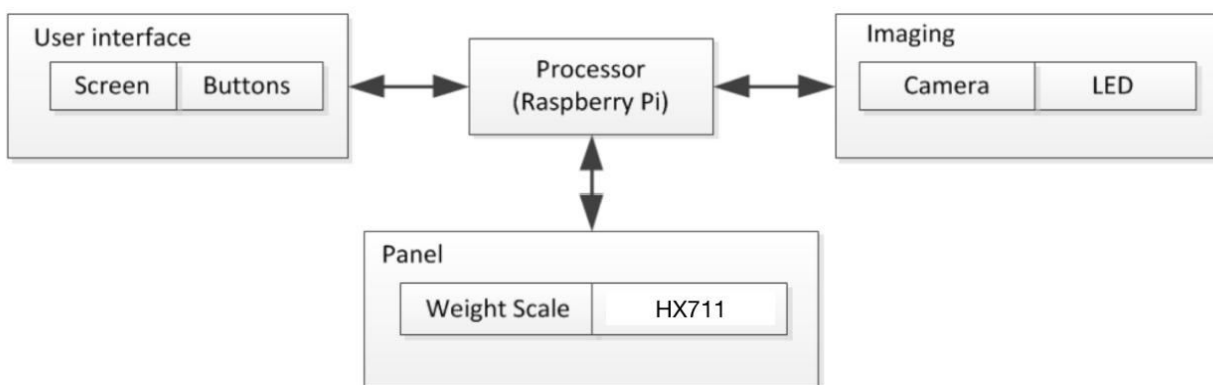 User interface
Screen
Buttons
Processor
(Raspberry Pi)
Imaging
Camera
LED
Panel
Weight Scale
HX711